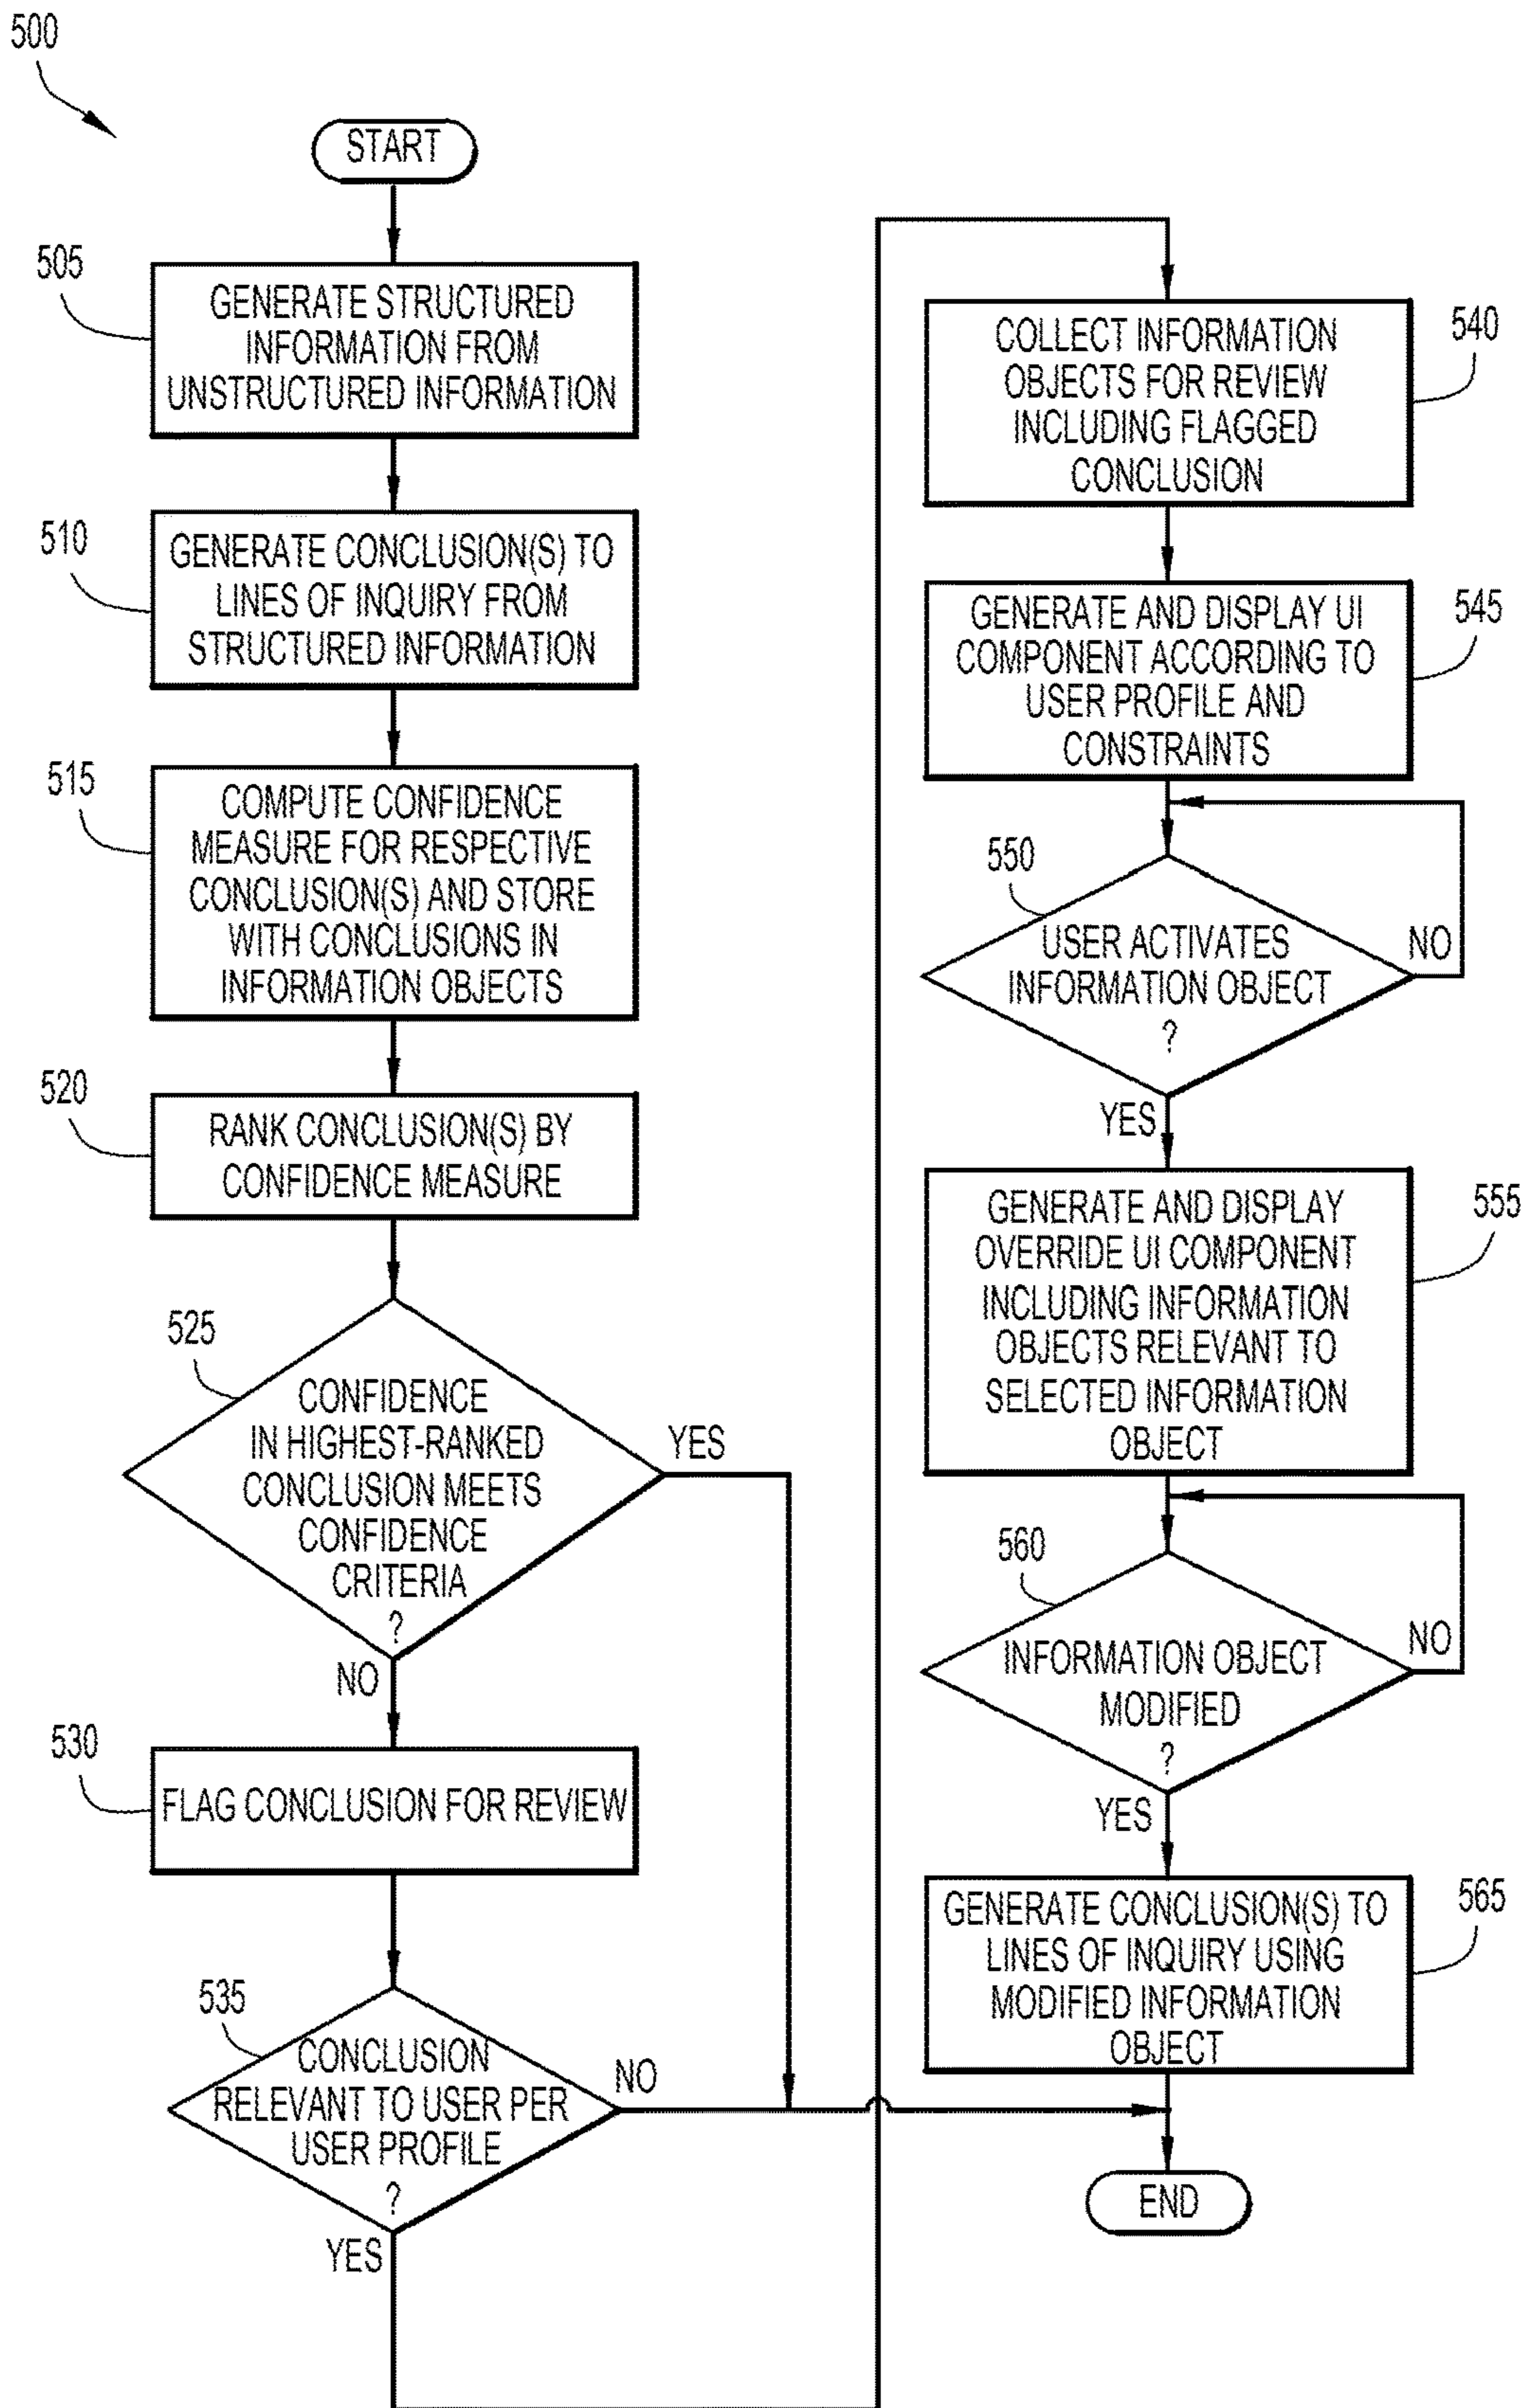 500
START
505
GENERATE STRUCTURED
INFORMATION FROM
UNSTRUCTURED INFORMATION
510
GENERATE CONCLUSION(S) TO
LINES OF INQUIRY FROM
STRUCTURED INFORMATION
515
COMPUTE CONFIDENCE
MEASURE FOR RESPECTIVE
CONCLUSION(S) AND STORE
WITH CONCLUSIONS IN
INFORMATION OBJECTS
520
RANK CONCLUSION(S) BY
CONFIDENCE MEASURE
525
CONFIDENCE
IN HIGHEST-RANKED
CONCLUSION MEETS
CONFIDENCE
CRITERIA
?
YES
NO
530
FLAG CONCLUSION FOR REVIEW
535
CONCLUSION
RELEVANT TO USER PER
USER PROFILE
?
NO
YES
540
COLLECT INFORMATION
OBJECTS FOR REVIEW
INCLUDING FLAGGED
CONCLUSION
545
GENERATE AND DISPLAY UI
COMPONENT ACCORDING TO
USER PROFILE AND
CONSTRAINTS
550
USER ACTIVATES
INFORMATION OBJECT
?
NO
YES
555
GENERATE AND DISPLAY
OVERRIDE UI COMPONENT
INCLUDING INFORMATION
OBJECTS RELEVANT TO
SELECTED INFORMATION
OBJECT
560
INFORMATION OBJECT
MODIFIED
?
NO
YES
565
GENERATE CONCLUSION(S) TO
LINES OF INQUIRY USING
MODIFIED INFORMATION
OBJECT
END